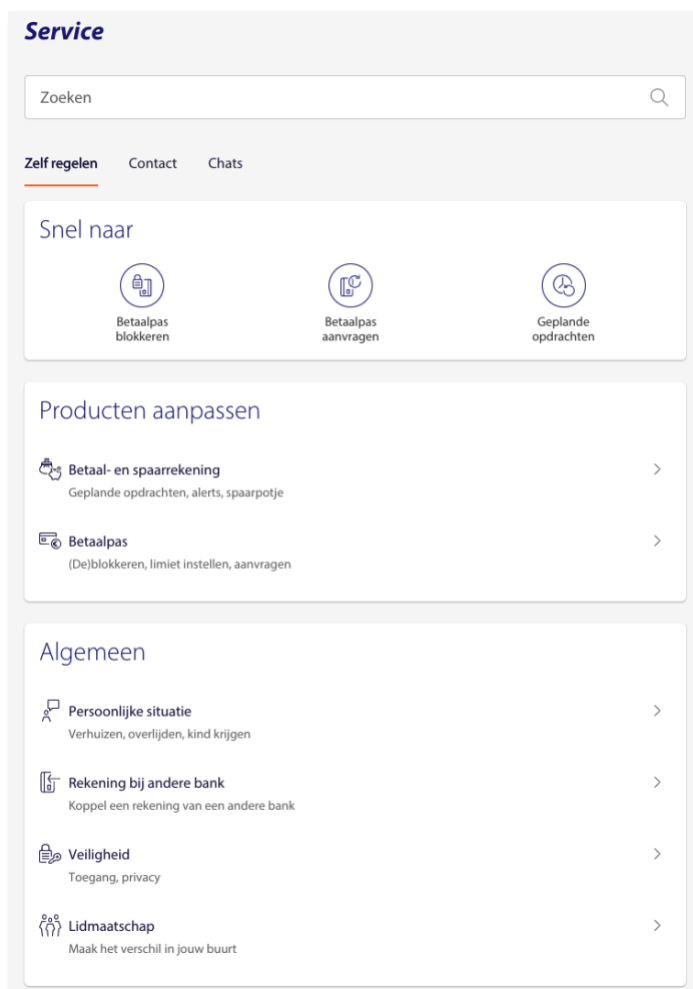 Service
Zoeken
Zelf regelen Contact Chats
Snel naar
Betaalpas
blokkeren
Betaalpas
aanvragen
Geplande
opdrachten
Producten aanpassen
Betaal- en spaarrekening
Geplande opdrachten, alerts, spaarpotje
Betaalpas
(De)blokkeren, limiet instellen, aanvragen
Algemeen
Persoonlijke situatie
Verhuizen, overlijden, kind krijgen
Rekening bij andere bank
Koppel een rekening van een andere bank
Veiligheid
Toegang, privacy
Lidmaatschap
Maak het verschil in jouw buurt